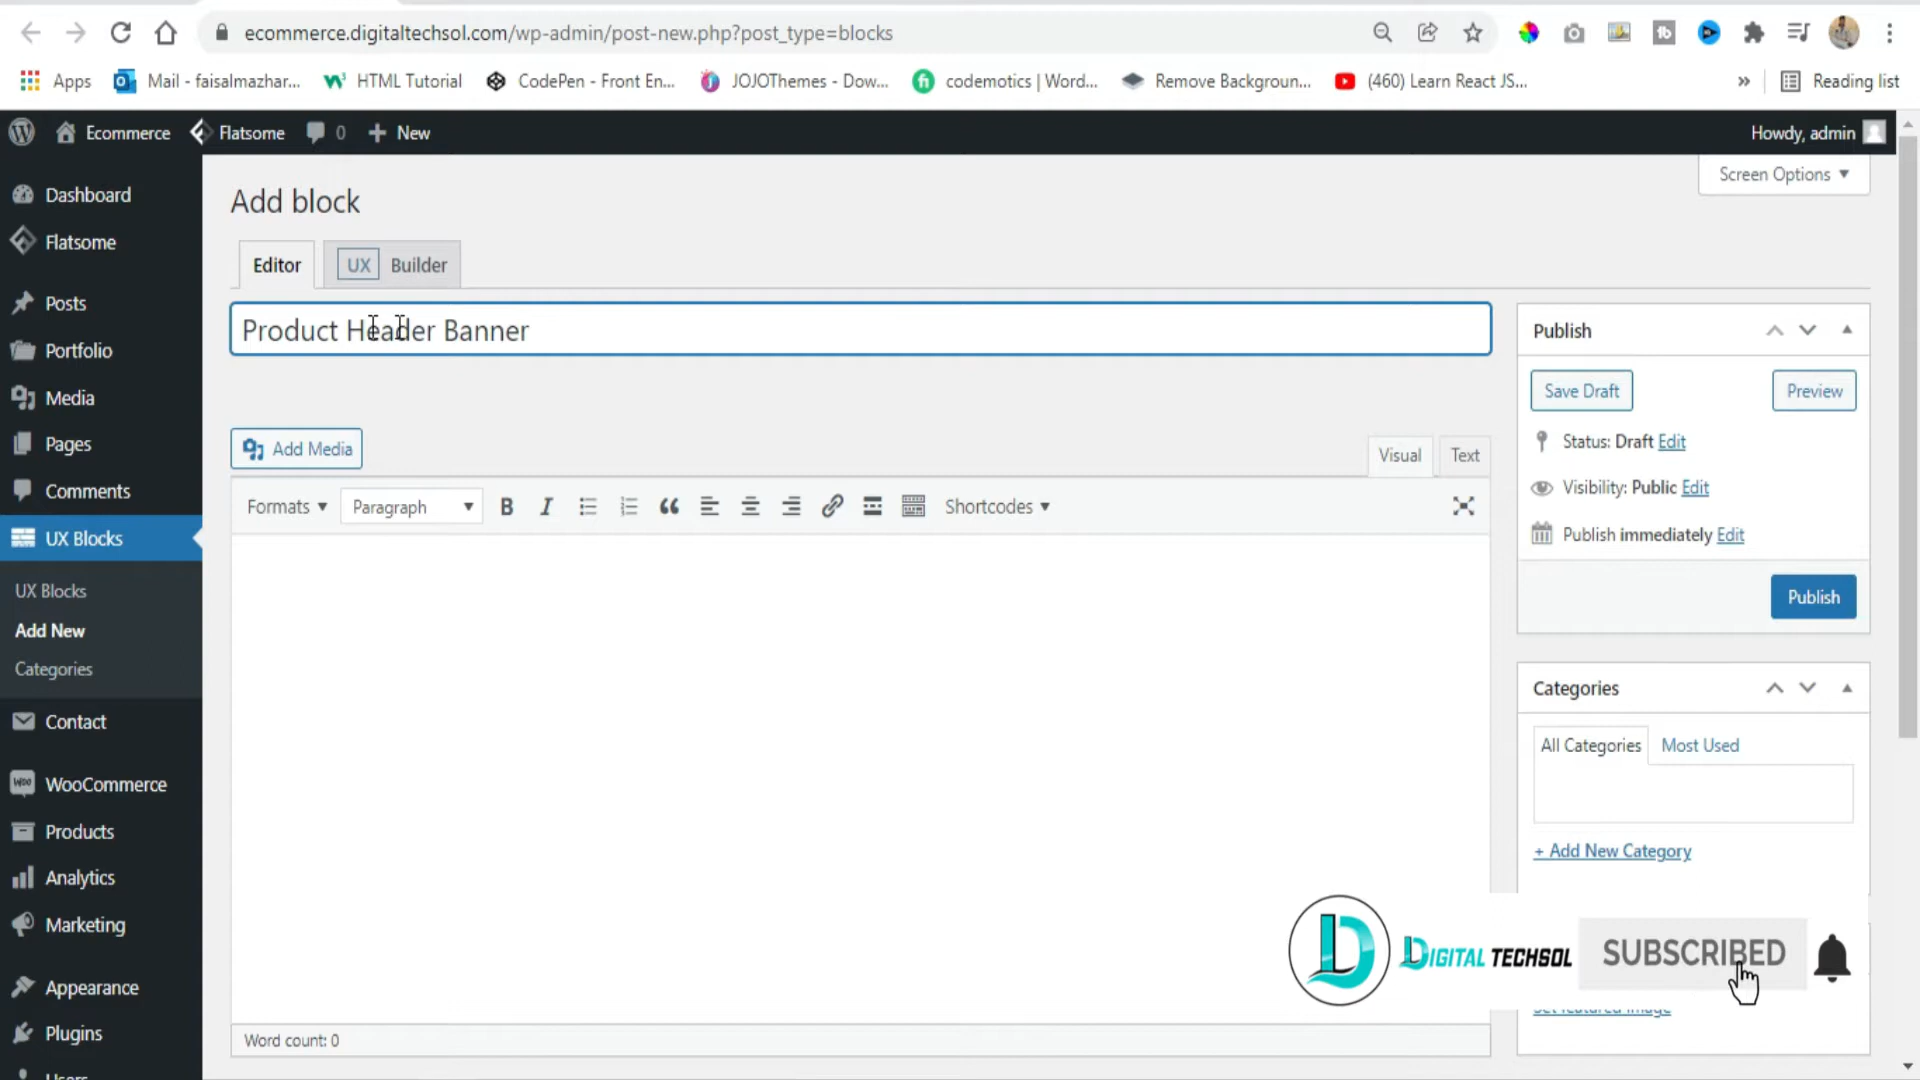 ecommerce.digitaltechsol.com/wp-admin/post-new.php?post_type=blocks
Apps
Mail - faisalmazhar...
HTML Tutorial
CodePen - Front En...
JOJOThemes - Dow...
codemotics | Word...
Remove Backgroun...
(460) Learn React JS...
»
Reading list
Ecommerce
Flatsome
0
New
Howdy, admin
Screen Options
Dashboard
Flatsome
Posts
Portfolio
Media
Pages
Comments
UX Blocks
UX Blocks
Add New
Categories
Contact
WooCommerce
Products
Analytics
Marketing
Appearance
Plugins
Users
Add block
Editor
UX Builder
Product Header Banner
Add Media
Visual
Text
Formats
Paragraph
B
I
Shortcodes
Word count: 0
Publish
Save Draft
Preview
Status: Draft Edit
Visibility: Public Edit
Publish immediately Edit
Publish
Categories
All Categories
Most Used
+ Add New Category
DIGITAL TECHSOL
SUBSCRIBED
Set featured image